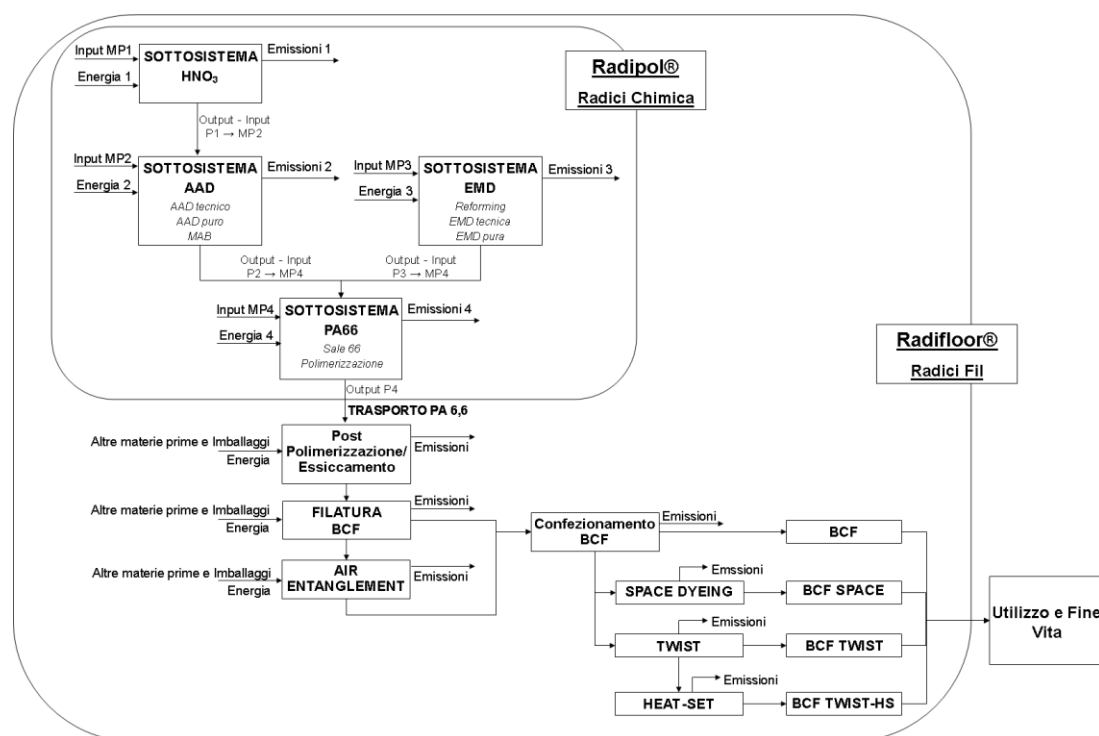 Input MP1
Energia 1
SOTTOSISTEMA
HNO₃
Emissioni 1
Radipol®
Radici Chimica
Output - Input
P1 → MP2
Input MP2
Energia 2
SOTTOSISTEMA
AAD
AAD tecnico
AAD puro
MAB
Emissioni 2
Input MP3
Energia 3
SOTTOSISTEMA
EMD
Reforming
EMD tecnica
EMD pura
Emissioni 3
Output - Input
P2 → MP4
Output - Input
P3 → MP4
Input MP4
Energia 4
SOTTOSISTEMA
PA66
Sale 66
Polimerizzazione
Emissioni 4
Radifloor®
Radici Fil
Output P4
TRASPORTO PA 6,6
Altre materie prime e Imballaggi
Energia
Post
Polimerizzazione/
Essiccamento
Emissioni
Altre materie prime e Imballaggi
Energia
FILATURA
BCF
Emissioni
Altre materie prime e Imballaggi
Energia
AIR
ENTANGLEMENT
Emissioni
Confezionamento
BCF
Emissioni
BCF
Emssioni
SPACE DYEING
BCF SPACE
Emissioni
TWIST
BCF TWIST
Emissioni
HEAT-SET
BCF TWIST-HS
Utilizzo e Fine
Vita